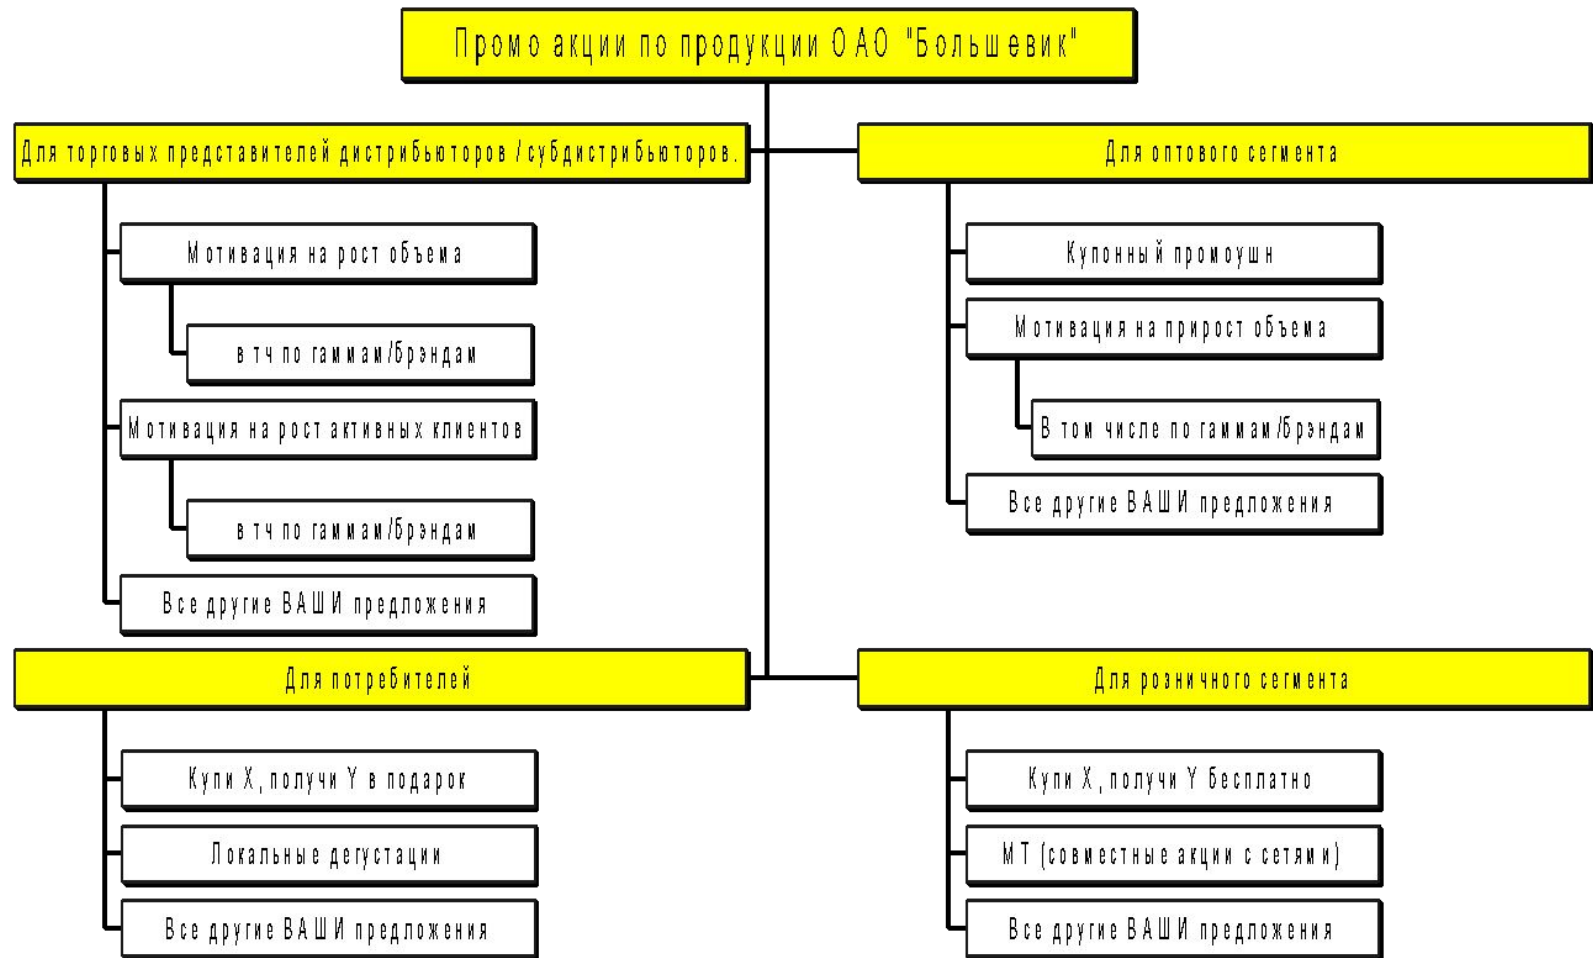 Промо акции по продукции ОАО "Большевик"
Для торговых представителей дистрибьюторов / субдистрибьюторов.
Мотивация на рост объема
в тч по гаммам/брэндам
Мотивация на рост активных клиентов
в тч по гаммам/брэндам
Все другие ВАШИ предложения
Для оптового сегмента
Купонный промоушн
Мотивация на прирост объема
В том числе по гаммам/брэндам
Все другие ВАШИ предложения
Для потребителей
Купи X, получи Y в подарок
Локальные дегустации
Все другие ВАШИ предложения
Для розничного сегмента
Купи X, получи Y бесплатно
МТ (совместные акции с сетями)
Все другие ВАШИ предложения